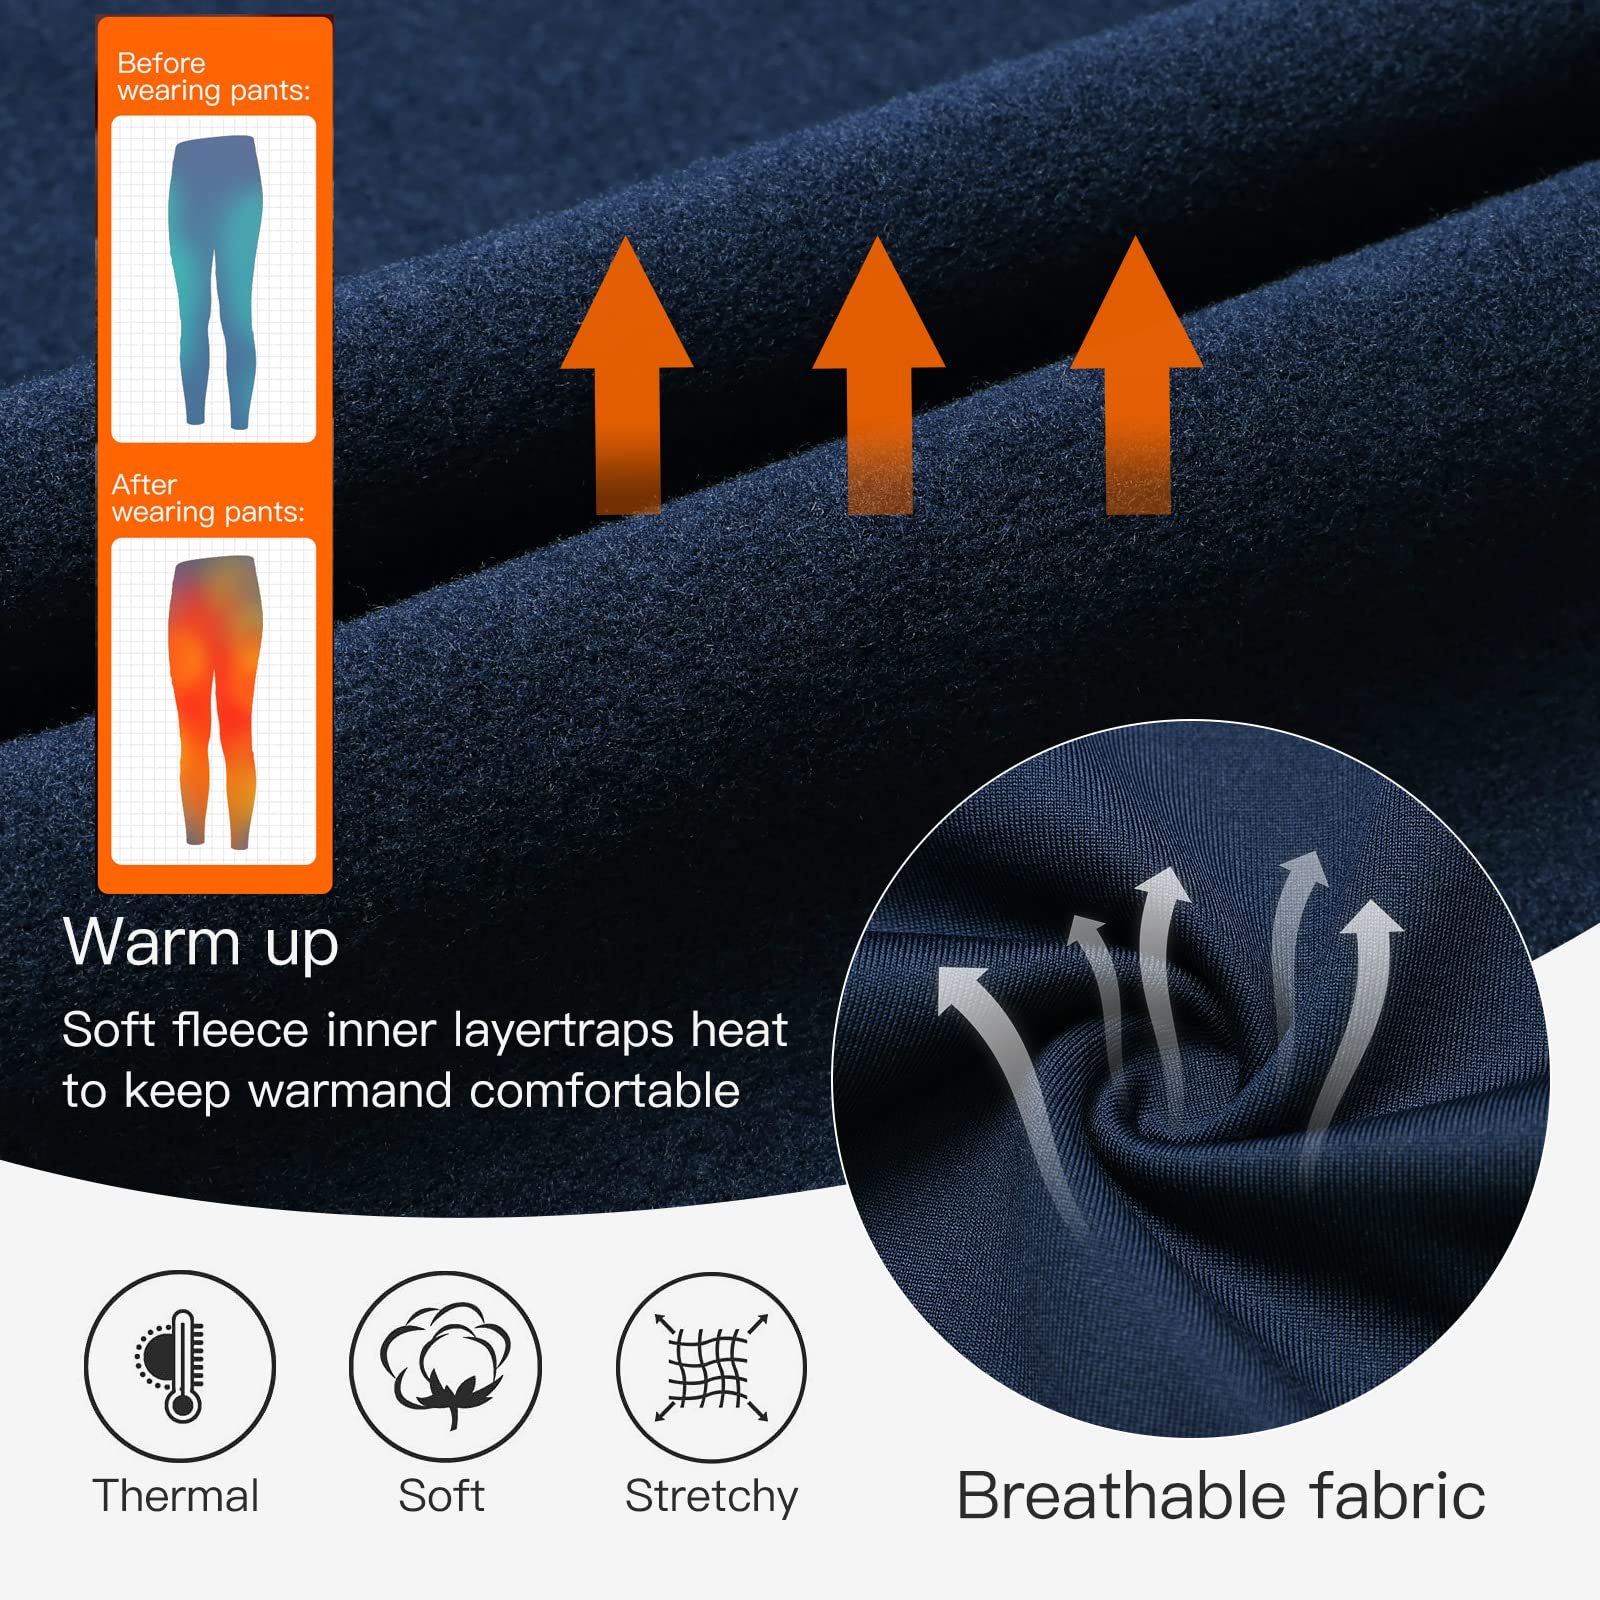 Before
wearing pants:
After
wearing pants:
Warm up
Soft fleece inner layertraps heat
to keep warmand comfortable
Thermal
Soft
Stretchy
Breathable fabric